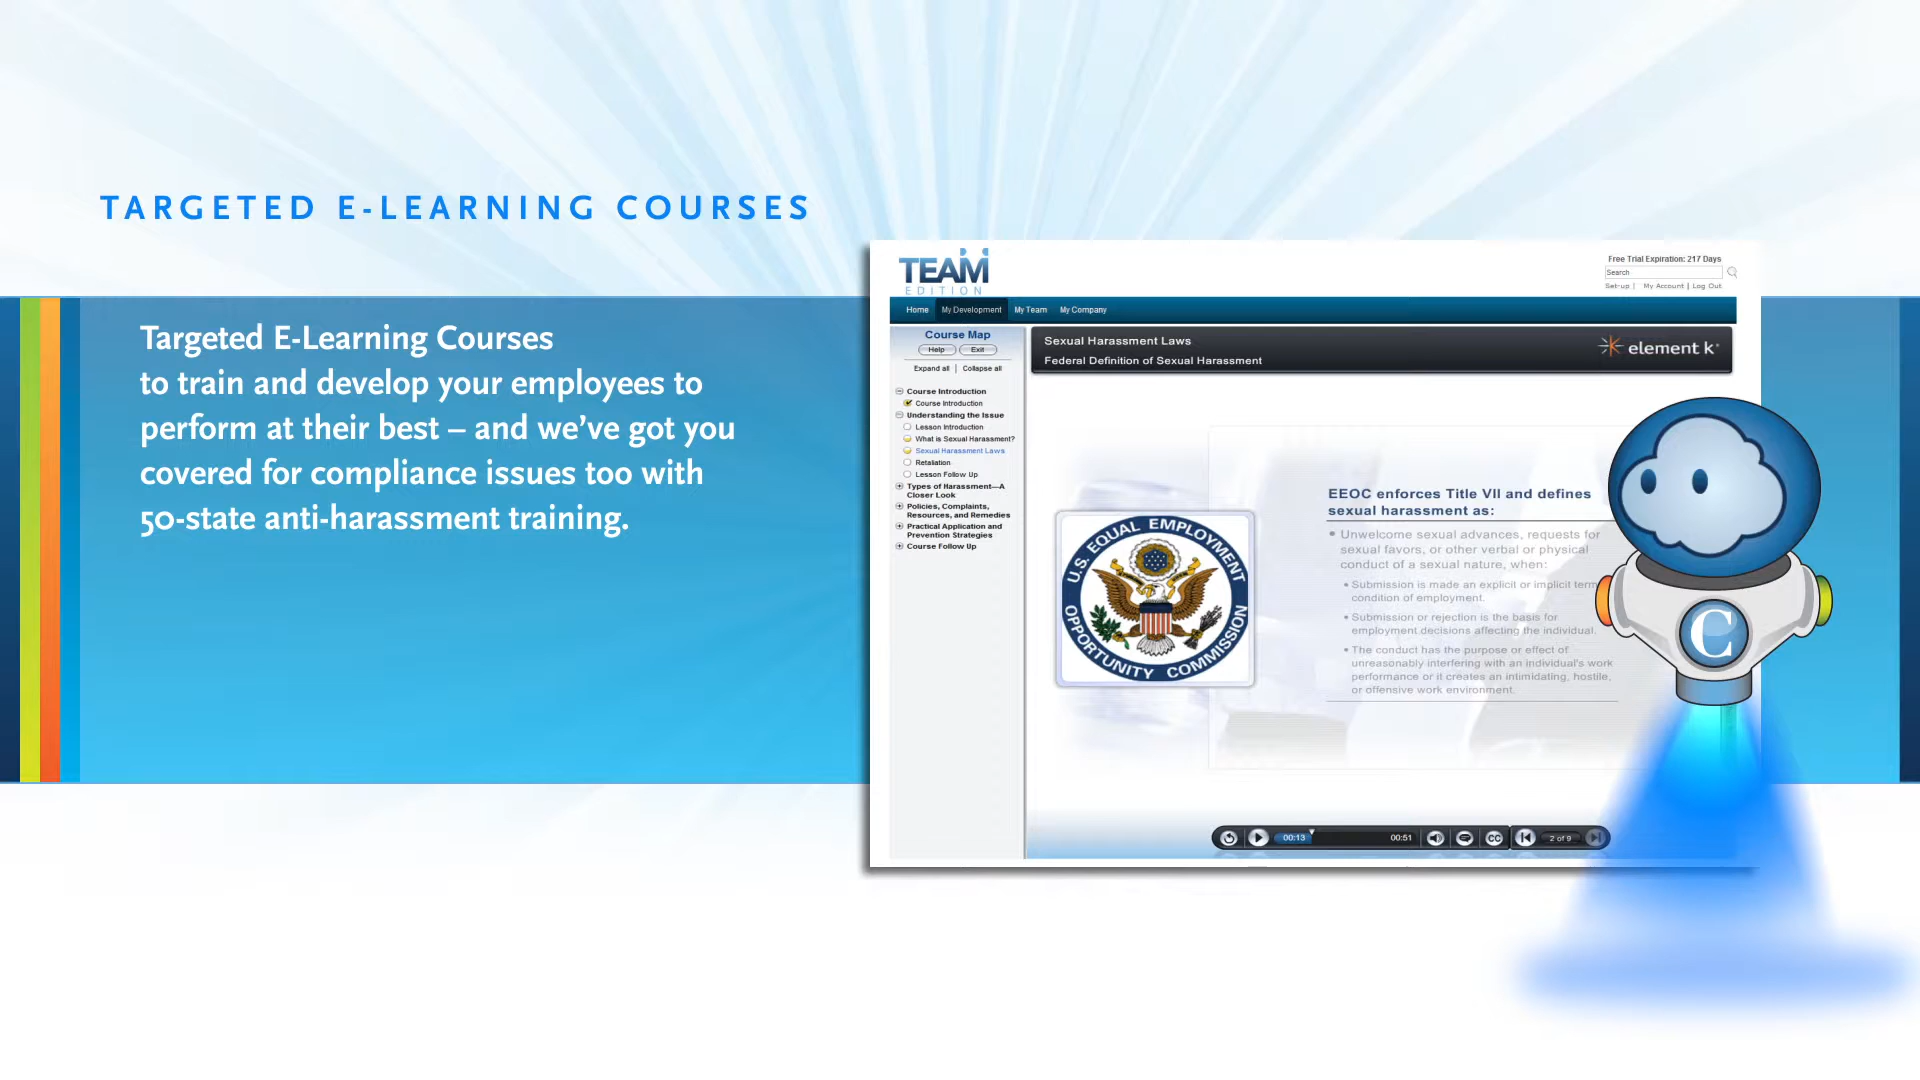 TARGETED E-LEARNING COURSES
Targeted E-Learning Courses
to train and develop your employees to
perform at their best – and we've got you
covered for compliance issues too with
50-state anti-harassment training.
TEAM
EDITION
Free Trial Expiration: 217 Days
Search
Set-up | My Account | Log Out
Home My Development My Team My Company
Course Map
Help Exit
Expand all | Collapse all
Course Introduction
Course Introduction
Understanding the Issue
Lesson Introduction
What is Sexual Harassment?
Sexual Harassment Laws
Retaliation
Lesson Follow Up
Types of Harassment—A
Closer Look
Policies, Complaints,
Resources, and Remedies
Practical Application and
Prevention Strategies
Course Follow Up
Sexual Harassment Laws
Federal Definition of Sexual Harassment
element k
U.S. EQUAL EMPLOYMENT
OPPORTUNITY COMMISSION
EEOC enforces Title VII and defines
sexual harassment as:
• Unwelcome sexual advances, requests for
sexual favors, or other verbal or physical
conduct of a sexual nature, when:
• Submission is made an explicit or implicit term
condition of employment.
• Submission or rejection is the basis for
employment decisions affecting the individual.
• The conduct has the purpose or effect of
unreasonably interfering with an individual's work
performance or it creates an intimidating, hostile,
or offensive work environment.
C
00:13 00:51 CC 2 of 9